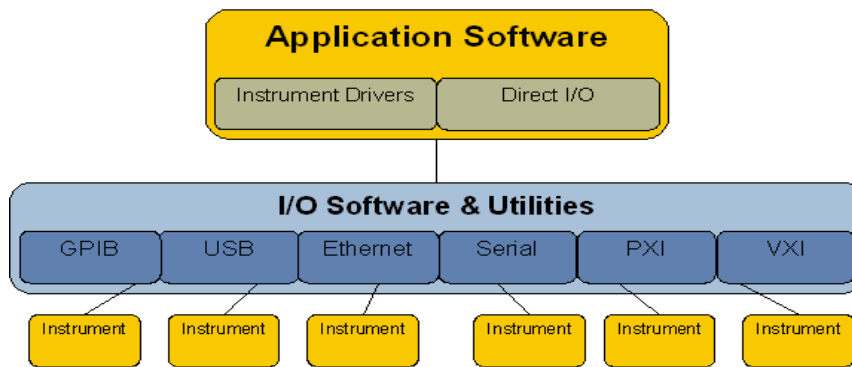 Application Software
Instrument Drivers Direct I/O
I/O Software & Utilities
GPIB USB Ethernet Serial PXI VXI
Instrument Instrument Instrument Instrument Instrument Instrument